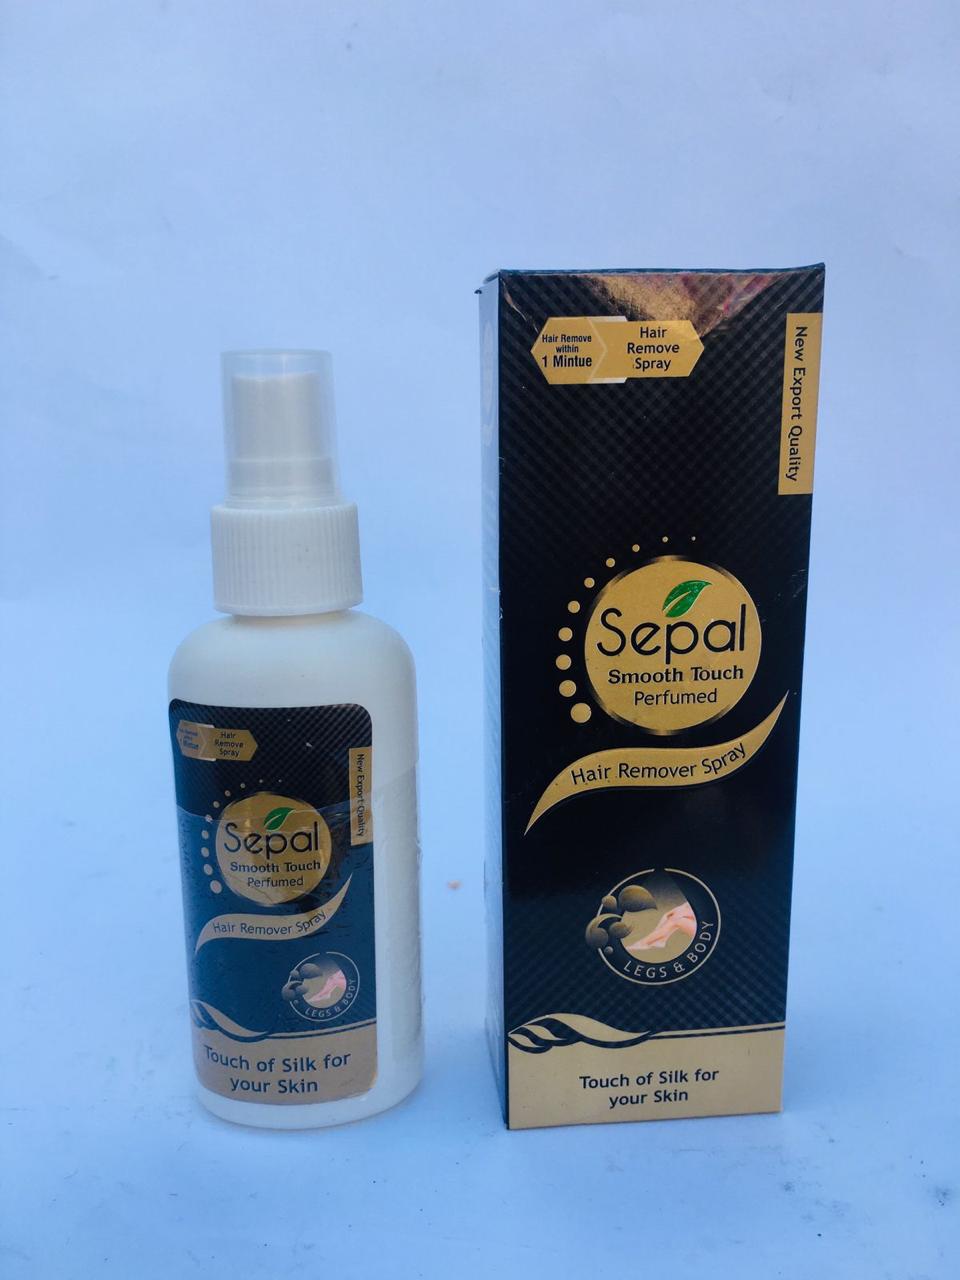 Hair Remove
within
1 Mintue
Hair
Remove
Spray
New Export Quality
Sepal
Smooth Touch
Perfumed
Hair Remover Spray
LEGS & BODY
Touch of Silk for
your Skin
Hair
Remove
Spray
New Export Quality
Sepal
Smooth Touch
Perfumed
Hair Remover Spray
LEGS & BODY
Touch of Silk for
your Skin